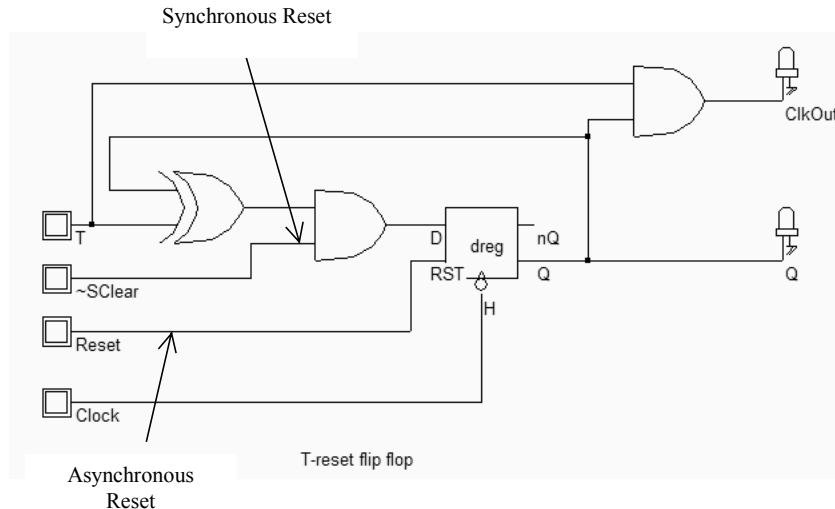 Synchronous Reset
ClkOut
T
D
dreg
nQ
~SClear
RST
Q
Q
H
Reset
Clock
T-reset flip flop
Asynchronous
Reset